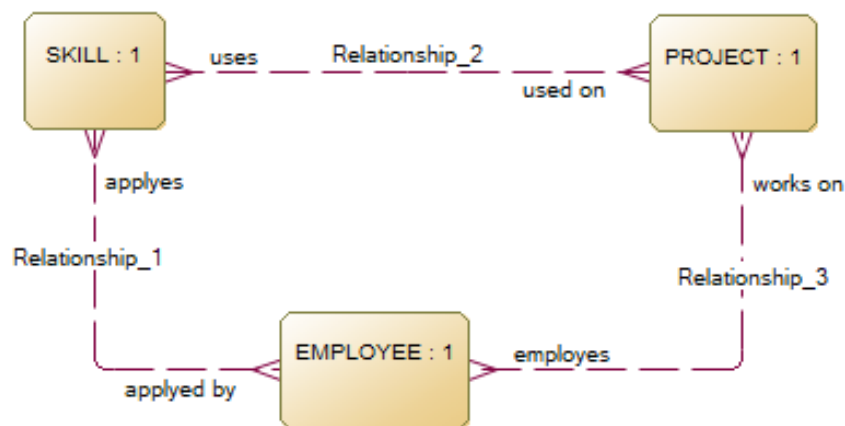 SKILL : 1
uses
Relationship_2
used on
PROJECT : 1
applyes
works on
Relationship_1
Relationship_3
EMPLOYEE : 1
employes
applyed by